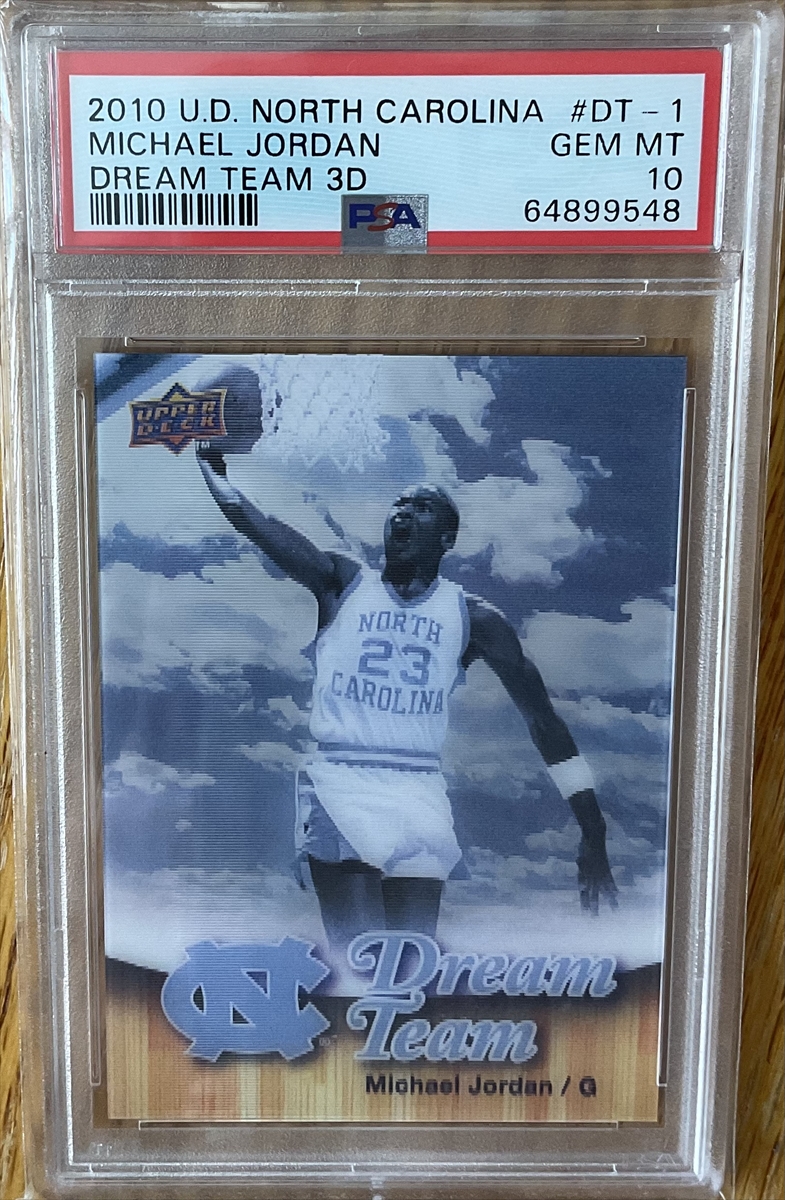 2010 U.D. NORTH CAROLINA #DT - 1
MICHAEL JORDAN GEM MT
DREAM TEAM 3D 10
PSA 64899548
UPPER
DECK
TM
NORTH
23
CAROLINA
NC
Dream
Team
Michael Jordan / G